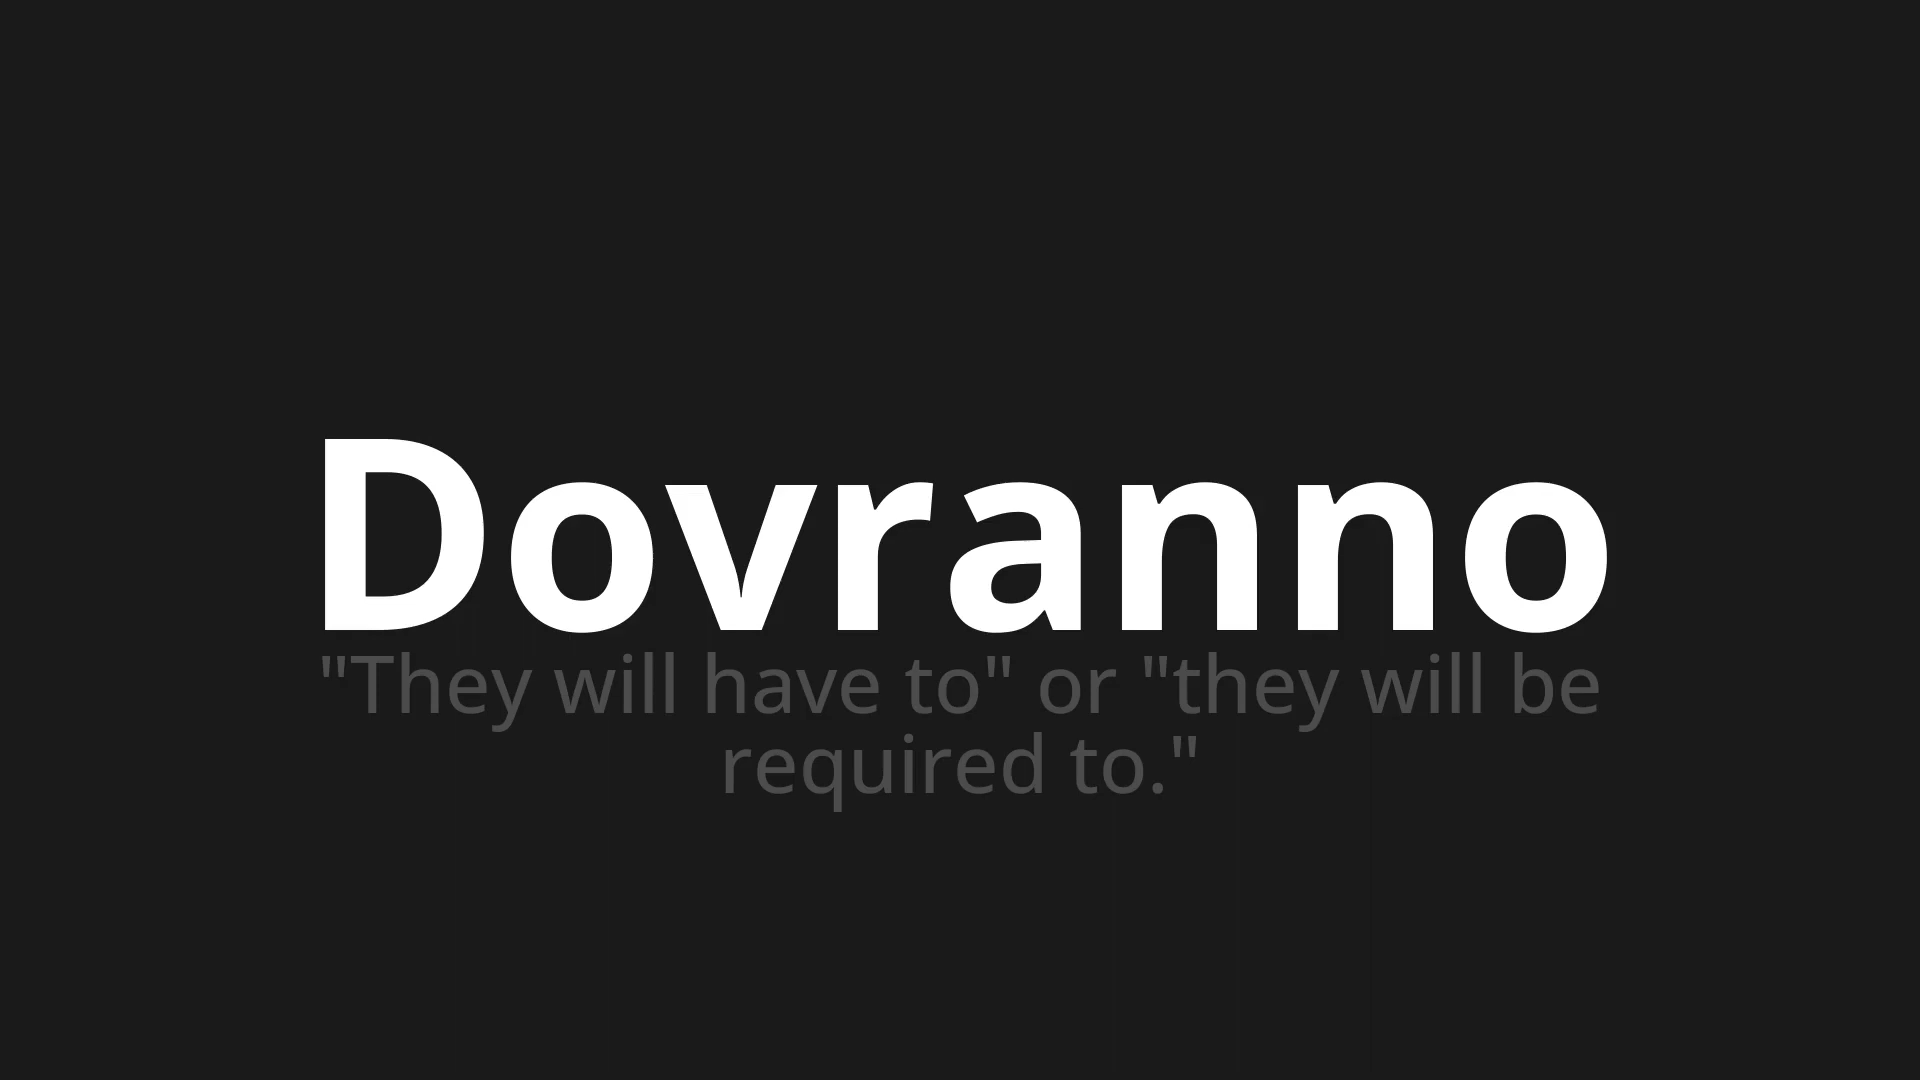 Dovranno
"They will have to" or "they will be
required to."